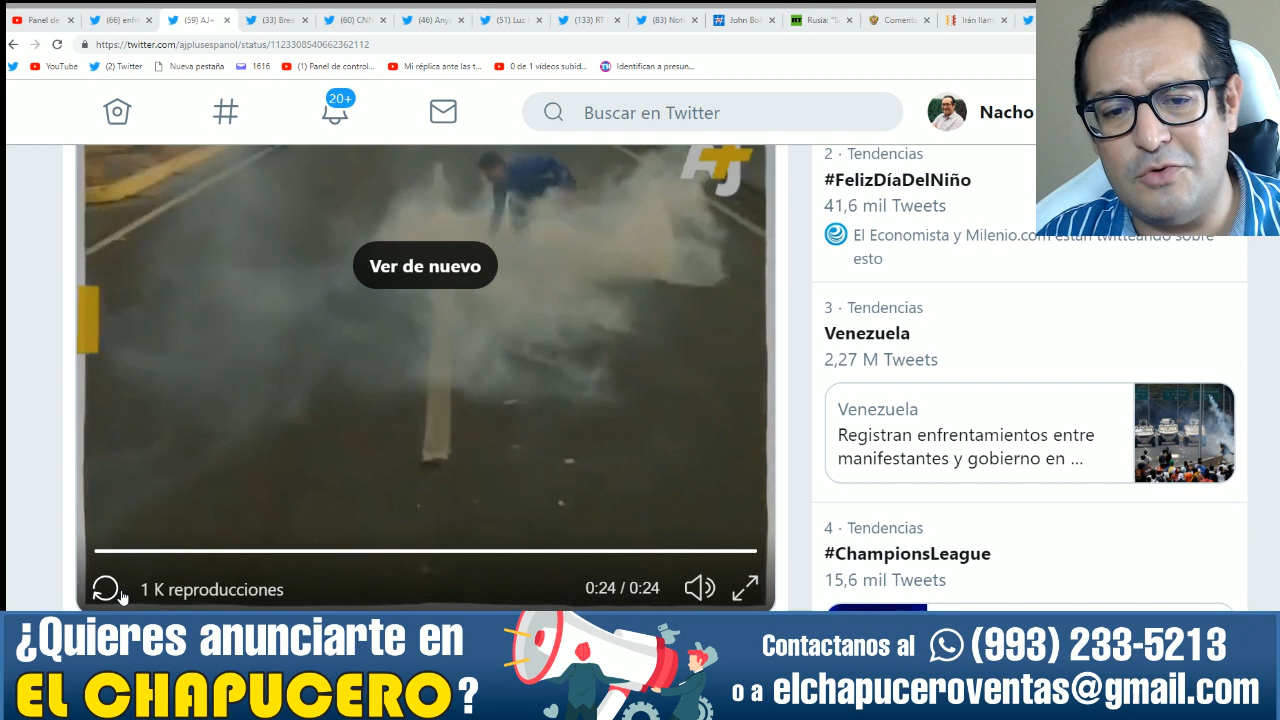 Panel de
(66) enfr
(59) AJ+
(33) Brea
(60) CNN
(46) Any
(51) Luz
(133) RT
(83) Noti
John Bol
Rusia: "S
Comenta
Irán llam
https://twitter.com/ajplusespanol/status/1123308540662362112
YouTube
(2) Twitter
Nueva pestaña
1616
(1) Panel de control...
Mi réplica ante las t...
0 de 1 vídeos subid...
Identifican a presun...
20+
Buscar en Twitter
Nacho
AJ+
Ver de nuevo
1 K reproducciones
0:24 / 0:24
2 · Tendencias
#FelizDíaDelNiño
41,6 mil Tweets
El Economista y Milenio.com están twitteando sobre
esto
3 · Tendencias
Venezuela
2,27 M Tweets
Venezuela
Registran enfrentamientos entre
manifestantes y gobierno en ...
4 · Tendencias
#ChampionsLeague
15,6 mil Tweets
¿Quieres anunciarte en
EL CHAPUCERO?
Contactanos al (993) 233-5213
o a elchapuceroventas@gmail.com